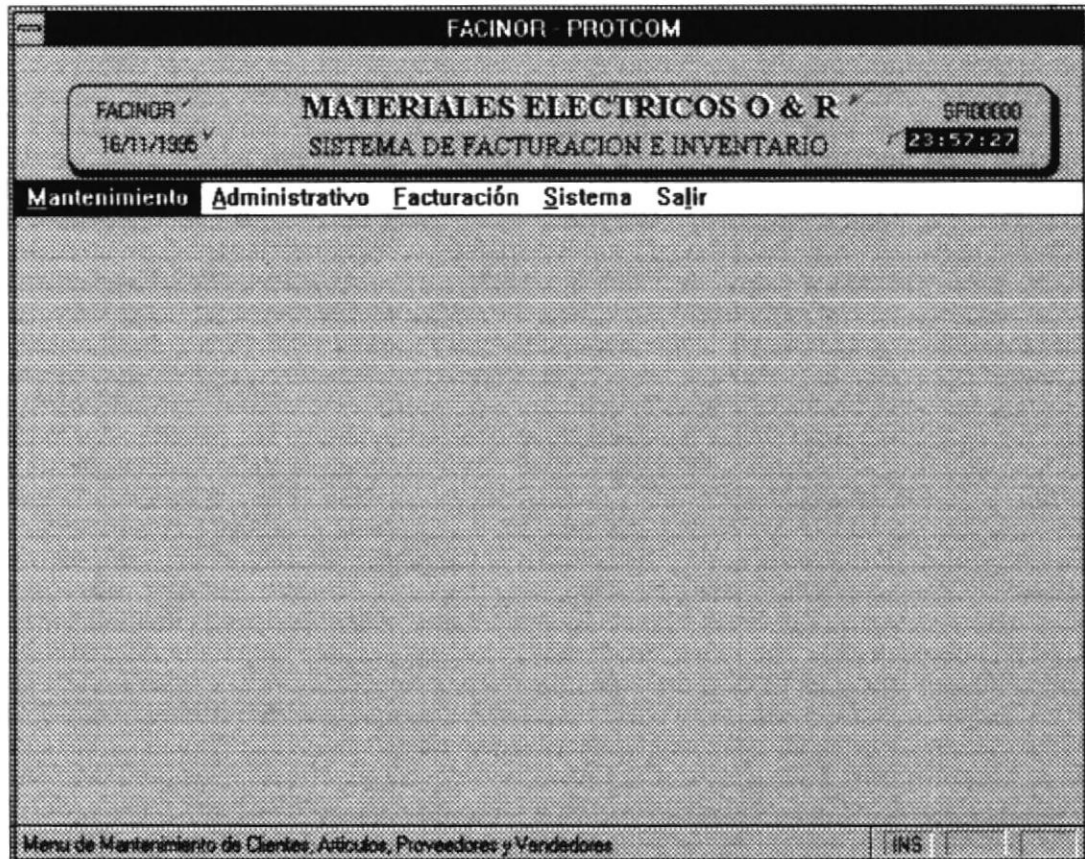 FACINOR - PROTCOM
FACINOR MATERIALES ELECTRICOS O & R SFI00000
16/11/1995 SISTEMA DE FACTURACION E INVENTARIO 23:57:27
Mantenimiento Administrativo Facturación Sistema Salir
Menu de Mantenimiento de Clientes, Articulos, Proveedores y Vendedores INS